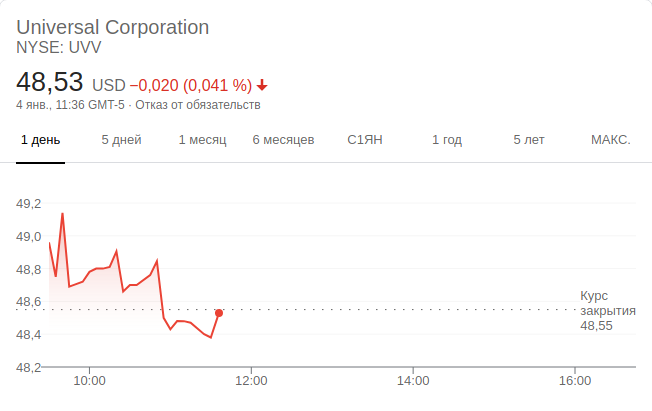 Universal Corporation
NYSE: UVV
48,53 USD −0,020 (0,041 %)
4 янв., 11:36 GMT-5 · Отказ от обязательств
1 день 5 дней 1 месяц 6 месяцев С1ЯН 1 год 5 лет МАКС.
49,2
49,0
48,8
48,6
48,4
48,2
Курс
закрытия
48,55
10:00 12:00 14:00 16:00